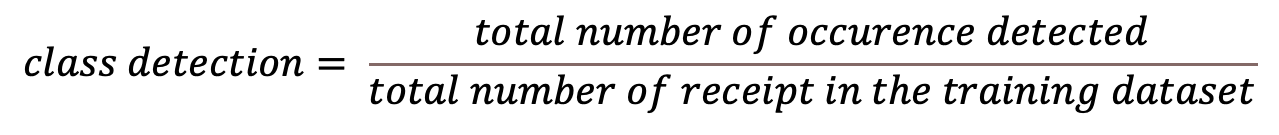 total number of occurence detected
class detection =
total number of receipt in the training dataset